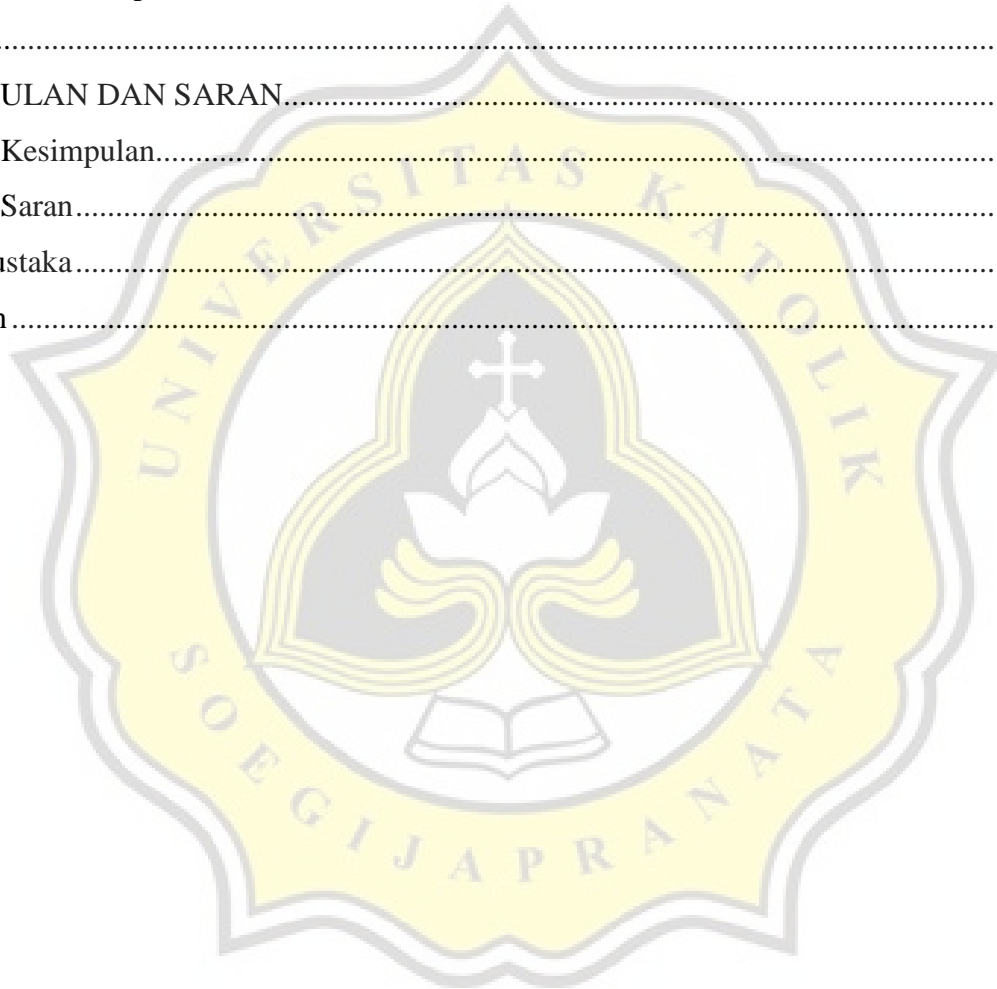 ....................................................................................................................
ULAN DAN SARAN.........................................................................................
Kesimpulan.........................................................................................................
Saran...................................................................................................................
ustaka...................................................................................................................
n...........................................................................................................................
UNIVERSITAS KATOLIK
SOEGIJAPRANATA